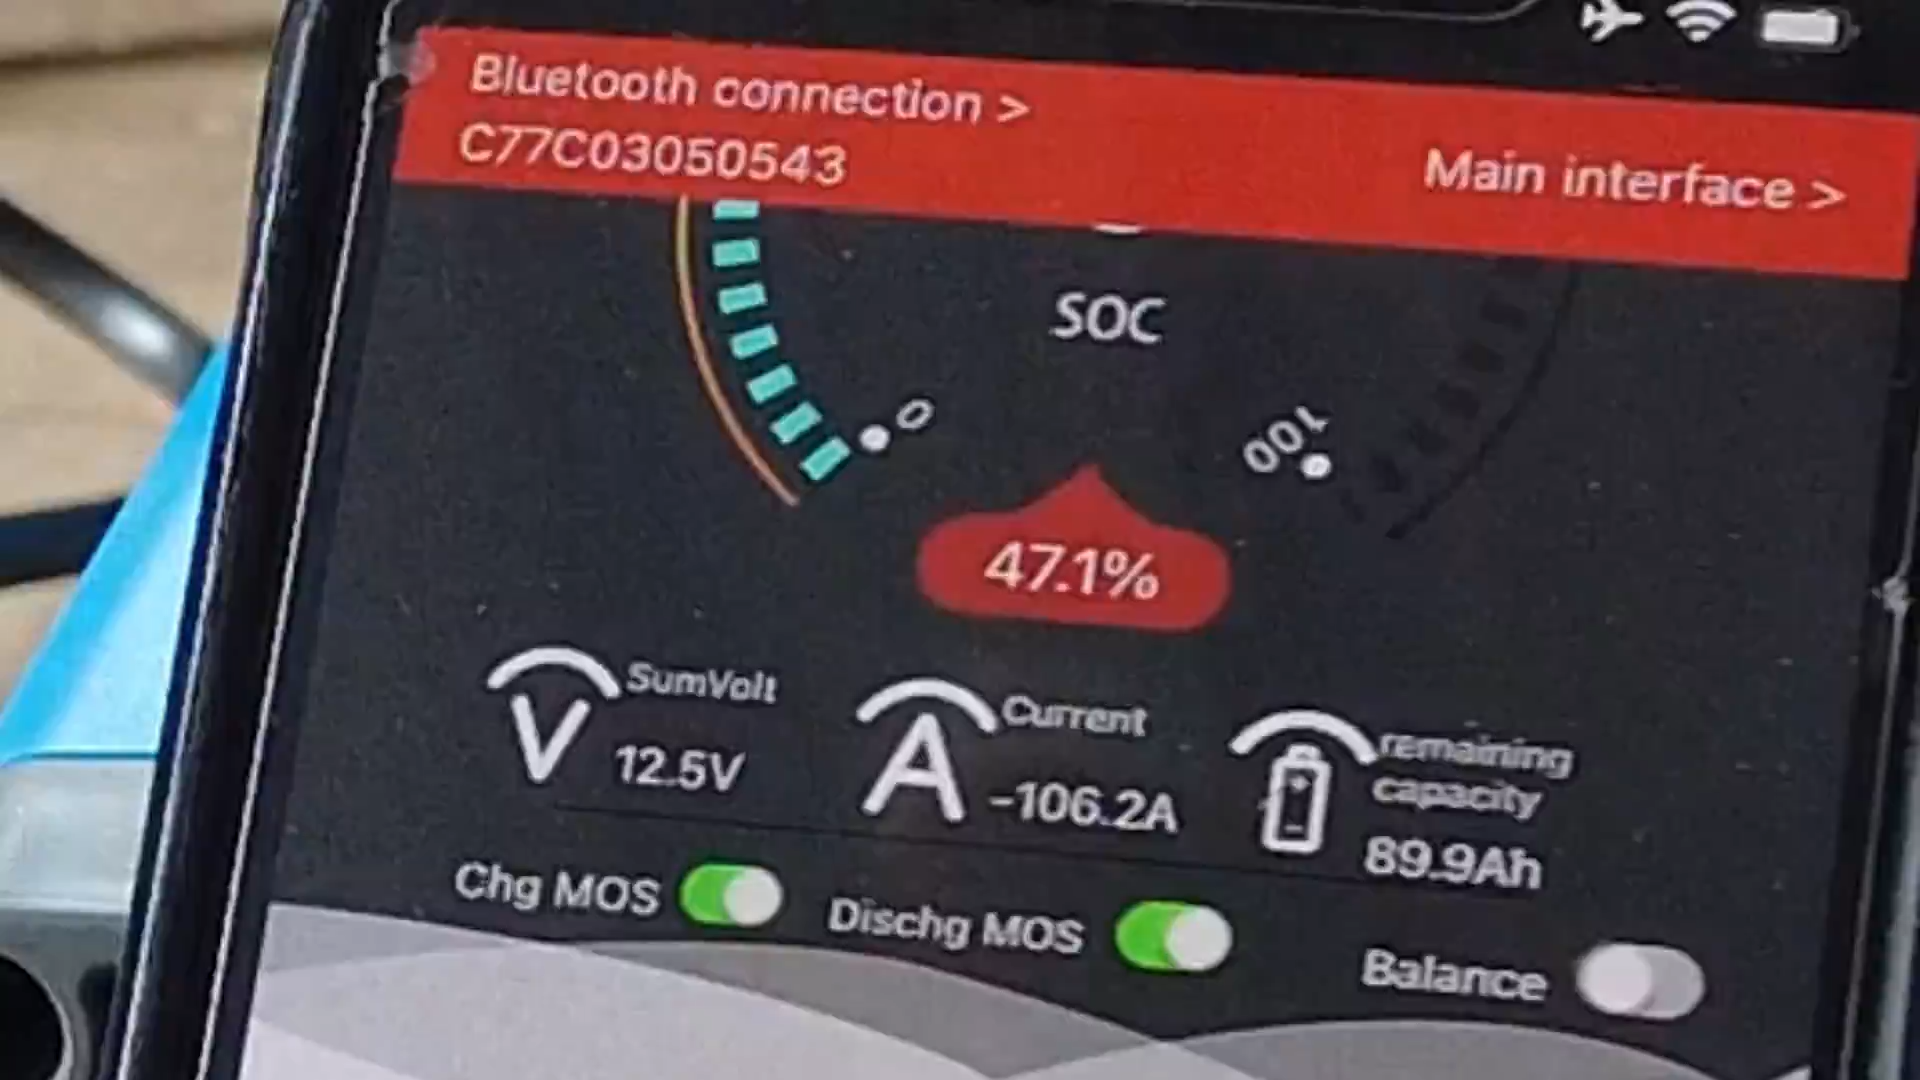 Bluetooth connection >
C77C03050543
Main interface >
SOC
0
100
47.1%
SumVolt
V
12.5V
Current
A
-106.2A
remaining
capacity
89.9Ah
Chg MOS
Dischg MOS
Balance